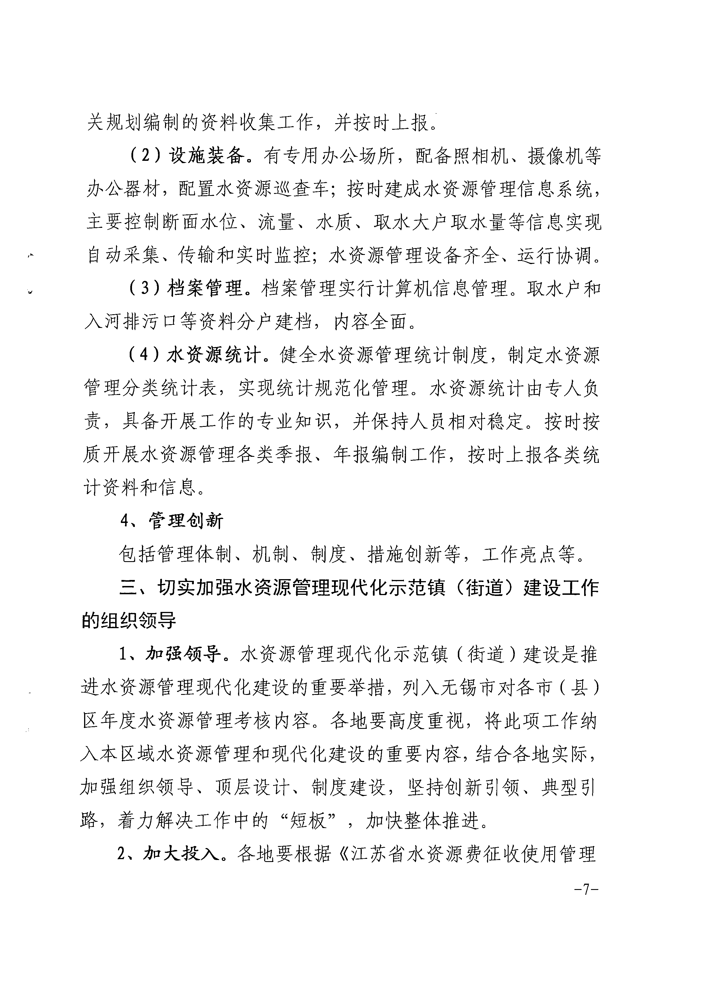 关规划编制的资料收集工作，并按时上报。
（2）设施装备。有专用办公场所，配备照相机、摄像机等
办公器材，配置水资源巡查车；按时建成水资源管理信息系统，
主要控制断面水位、流量、水质、取水大户取水量等信息实现
自动采集、传输和实时监控；水资源管理设备齐全、运行协调。
（3）档案管理。档案管理实行计算机信息管理。取水户和
入河排污口等资料分户建档，内容全面。
（4）水资源统计。健全水资源管理统计制度，制定水资源
管理分类统计表，实现统计规范化管理。水资源统计由专人负
责，具备开展工作的专业知识，并保持人员相对稳定。按时按
质开展水资源管理各类季报、年报编制工作，按时上报各类统
计资料和信息。
4、管理创新
包括管理体制、机制、制度、措施创新等，工作亮点等。
三、切实加强水资源管理现代化示范镇（街道）建设工作
的组织领导
1、加强领导。水资源管理现代化示范镇（街道）建设是推
进水资源管理现代化建设的重要举措，列入无锡市对各市（县）
区年度水资源管理考核内容。各地要高度重视，将此项工作纳
入本区域水资源管理和现代化建设的重要内容，结合各地实际，
加强组织领导、顶层设计、制度建设，坚持创新引领、典型引
路，着力解决工作中的“短板”，加快整体推进。
2、加大投入。各地要根据《江苏省水资源费征收使用管理
-7-